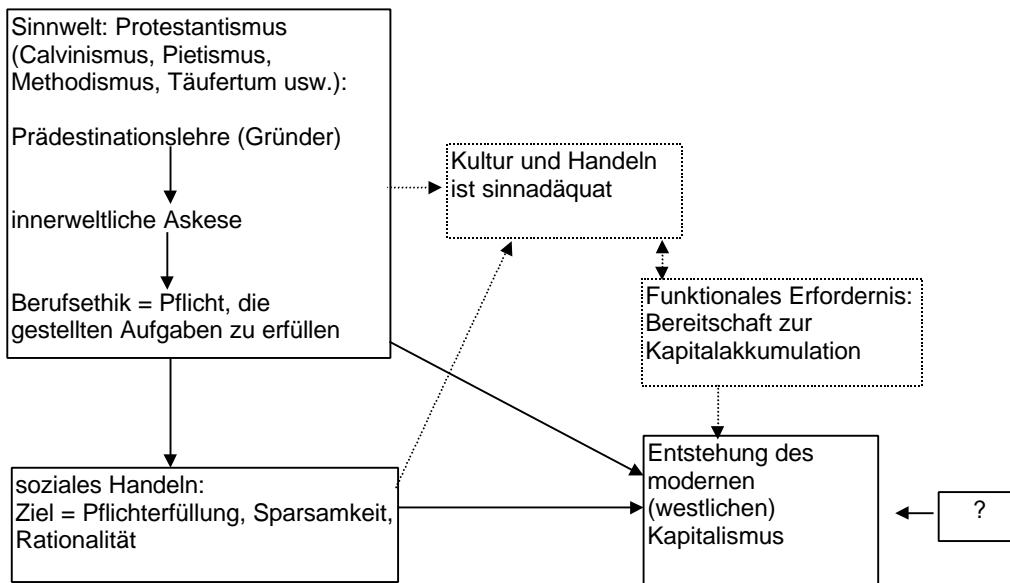 Sinnwelt: Protestantismus
(Calvinismus, Pietismus,
Methodismus, Täufertum usw.):
Prädestinationslehre (Gründer)
innerweltliche Askese
Berufsethik = Pflicht, die
gestellten Aufgaben zu erfüllen
Kultur und Handeln
ist sinnadäquat
Funktionales Erfordernis:
Bereitschaft zur
Kapitalakkumulation
soziales Handeln:
Ziel = Pflichterfüllung, Sparsamkeit,
Rationalität
Entstehung des
modernen
(westlichen)
Kapitalismus
?